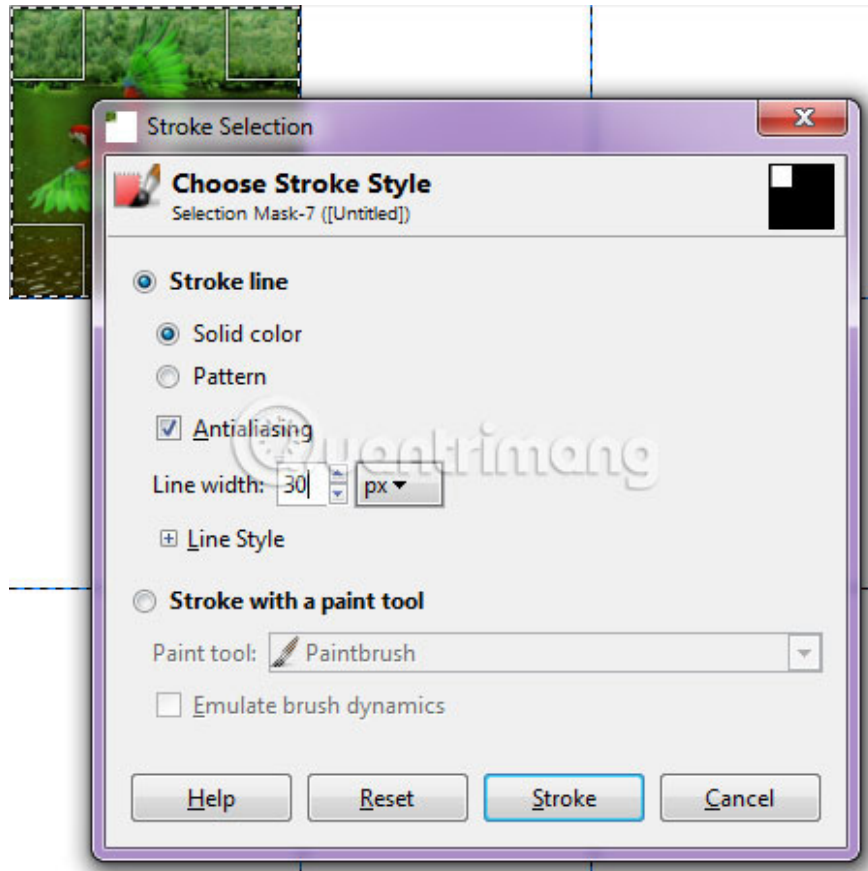 Stroke Selection
Choose Stroke Style
Selection Mask-7 ([Untitled])
Stroke line
Solid color
Pattern
Antialiasing
Quantrimang
Line width: 30 px
Line Style
Stroke with a paint tool
Paint tool: Paintbrush
Emulate brush dynamics
Help Reset Stroke Cancel